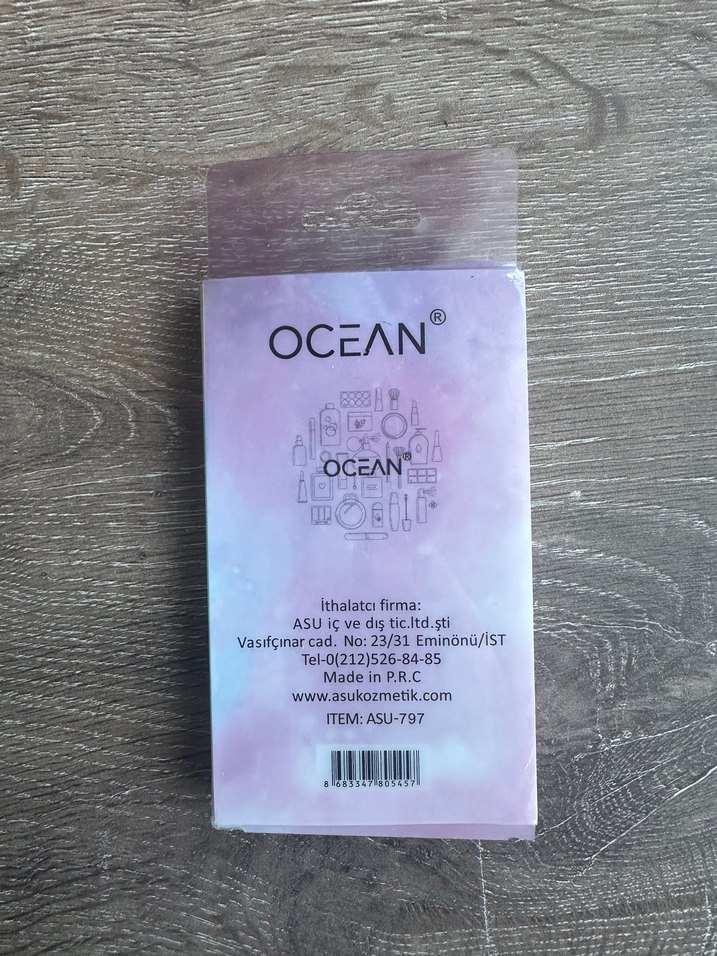 OCEAN®
OCEAN®
İthalatcı firma:
ASU iç ve dış tic.ltd.şti
Vasıfçınar cad. No: 23/31 Eminönü/İST
Tel-0(212)526-84-85
Made in P.R.C
www.asukozmetik.com
ITEM: ASU-797
8 683347 805457